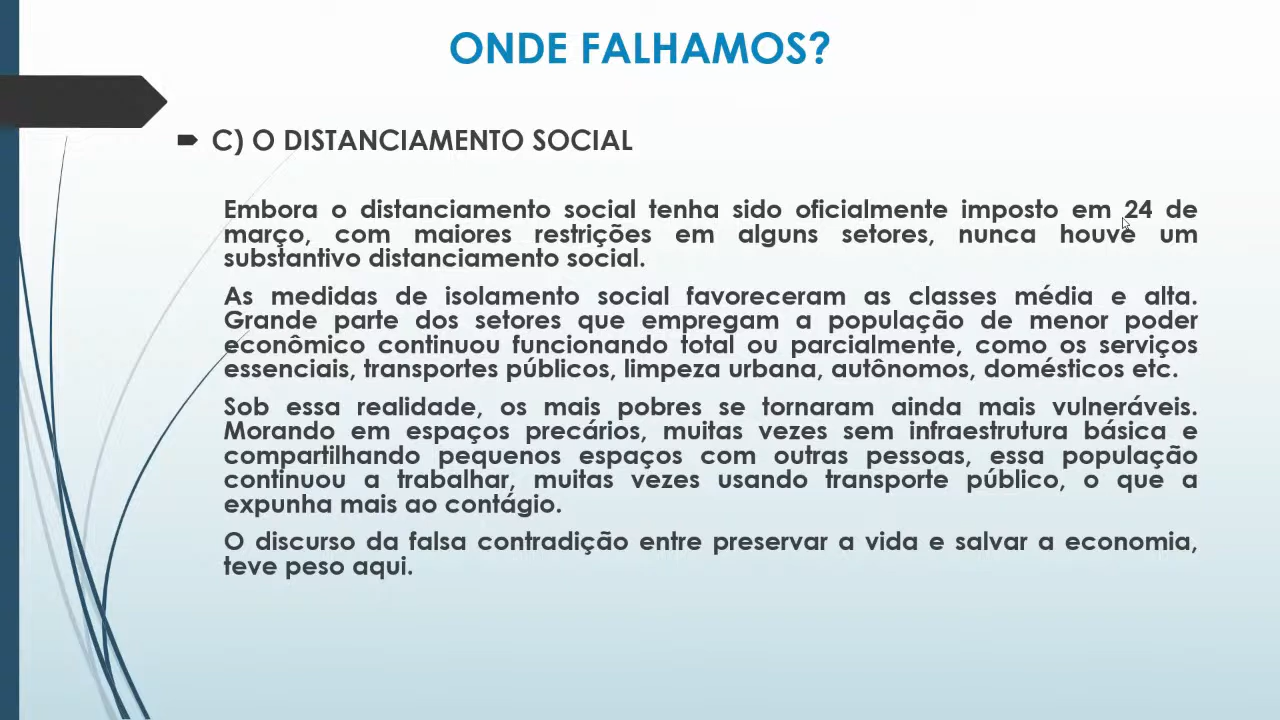 ONDE FALHAMOS?
C) O DISTANCIAMENTO SOCIAL
Embora o distanciamento social tenha sido oficialmente imposto em 24 de
março, com maiores restrições em alguns setores, nunca houve um
substantivo distanciamento social.
As medidas de isolamento social favoreceram as classes média e alta.
Grande parte dos setores que empregam a população de menor poder
econômico continuou funcionando total ou parcialmente, como os serviços
essenciais, transportes públicos, limpeza urbana, autônomos, domésticos etc.
Sob essa realidade, os mais pobres se tornaram ainda mais vulneráveis.
Morando em espaços precários, muitas vezes sem infraestrutura básica e
compartilhando pequenos espaços com outras pessoas, essa população
continuou a trabalhar, muitas vezes usando transporte público, o que a
expunha mais ao contágio.
O discurso da falsa contradição entre preservar a vida e salvar a economia,
teve peso aqui.